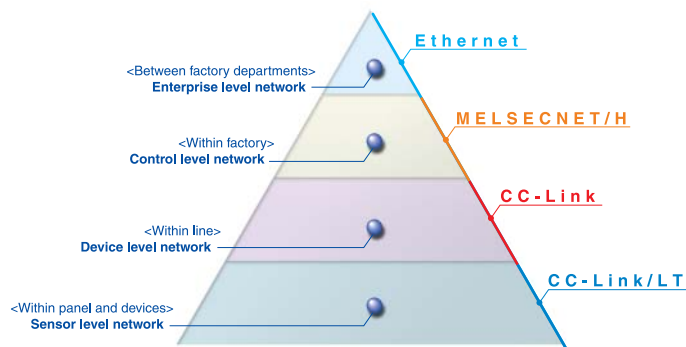 Ethernet
<Between factory departments>
Enterprise level network
MELSECNET/H
<Within factory>
Control level network
CC-Link
<Within line>
Device level network
CC-Link/LT
<Within panel and devices>
Sensor level network